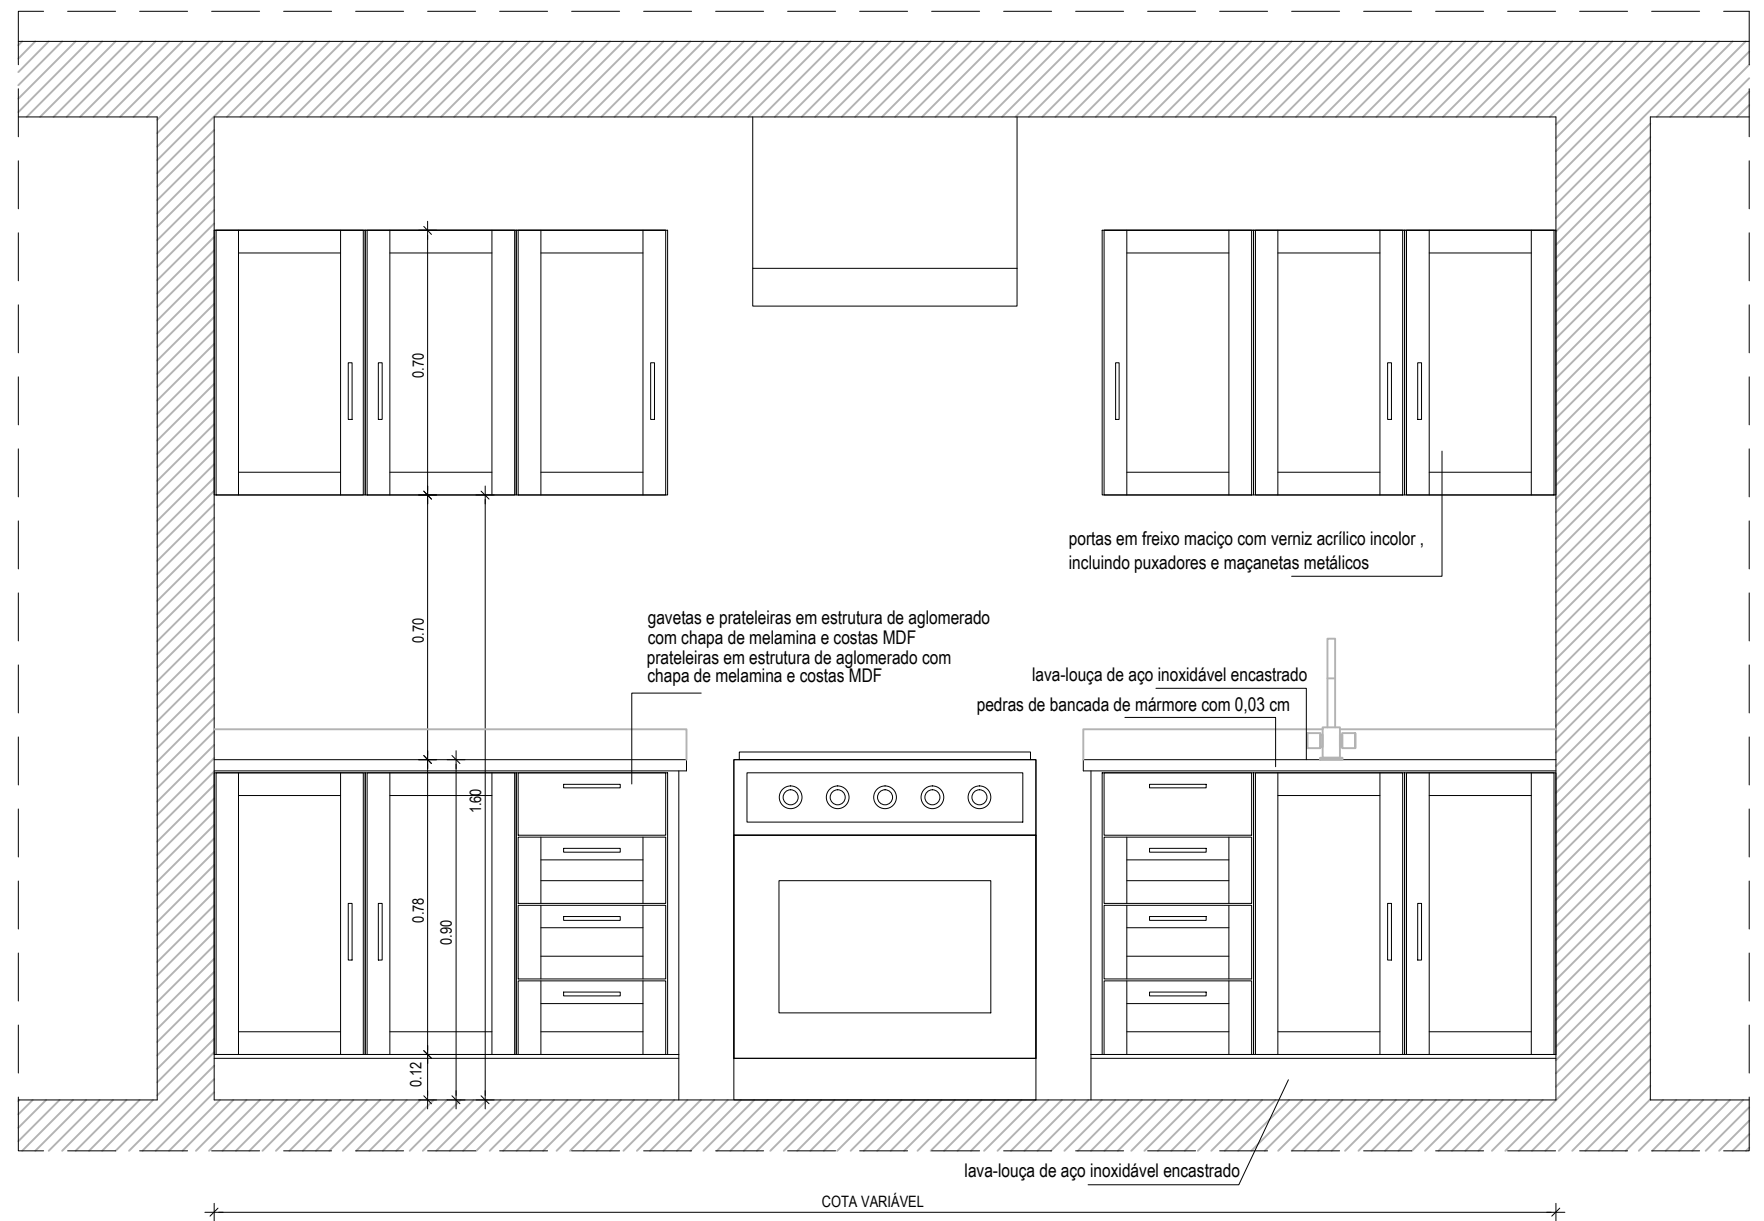 0.70
portas em freixo maciço com verniz acrílico incolor ,
incluindo puxadores e maçanetas metálicos
0.70
gavetas e prateleiras em estrutura de aglomerado
com chapa de melamina e costas MDF
prateleiras em estrutura de aglomerado com
chapa de melamina e costas MDF
lava-louça de aço inoxidável encastrado
pedras de bancada de mármore com 0,03 cm
1.60
0.78
0.90
0.12
lava-louça de aço inoxidável encastrado
COTA VARIÁVEL